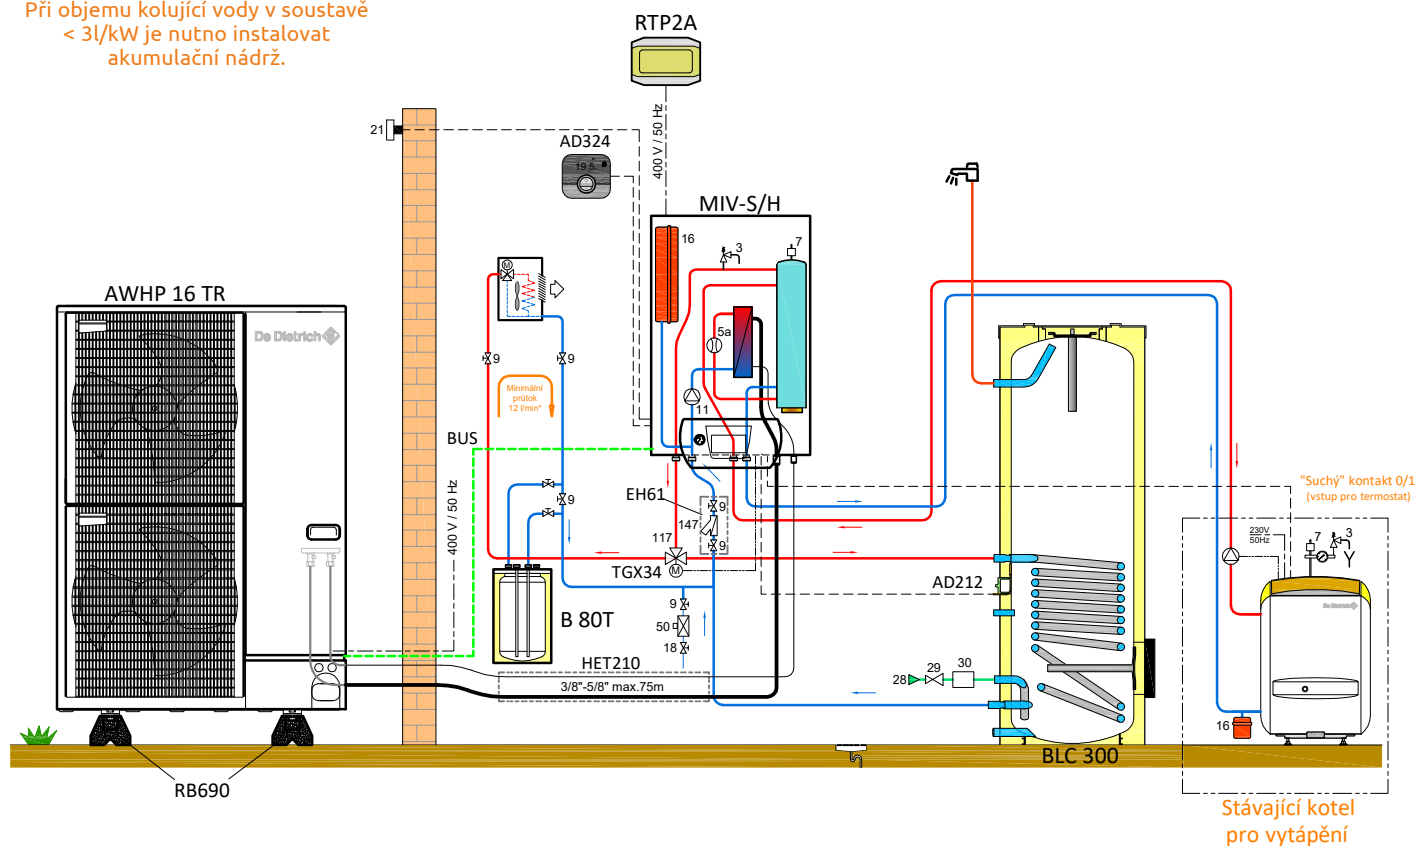 Při objemu kolující vody v soustavě
< 3l/kW je nutno instalovat
akumulační nádrž.
RTP2A
400 V / 50 Hz
21
AD324
19.5.
MIV-S/H
16
3
7
5a
11
AWHP 16 TR
De Dietrich
M
9
9
Minimální
průtok
12 l/min*
BUS
400 V / 50 Hz
9
EH61
9
147
9
117
TGX34
M
B 80T
9
50
18
HET210
3/8"-5/8" max.75m
AD212
29
30
28
BLC 300
"Suchý" kontakt 0/1
(vstup pro termostat)
230V
50Hz
7
3
De Dietrich
16
RB690
Stávající kotel
pro vytápění